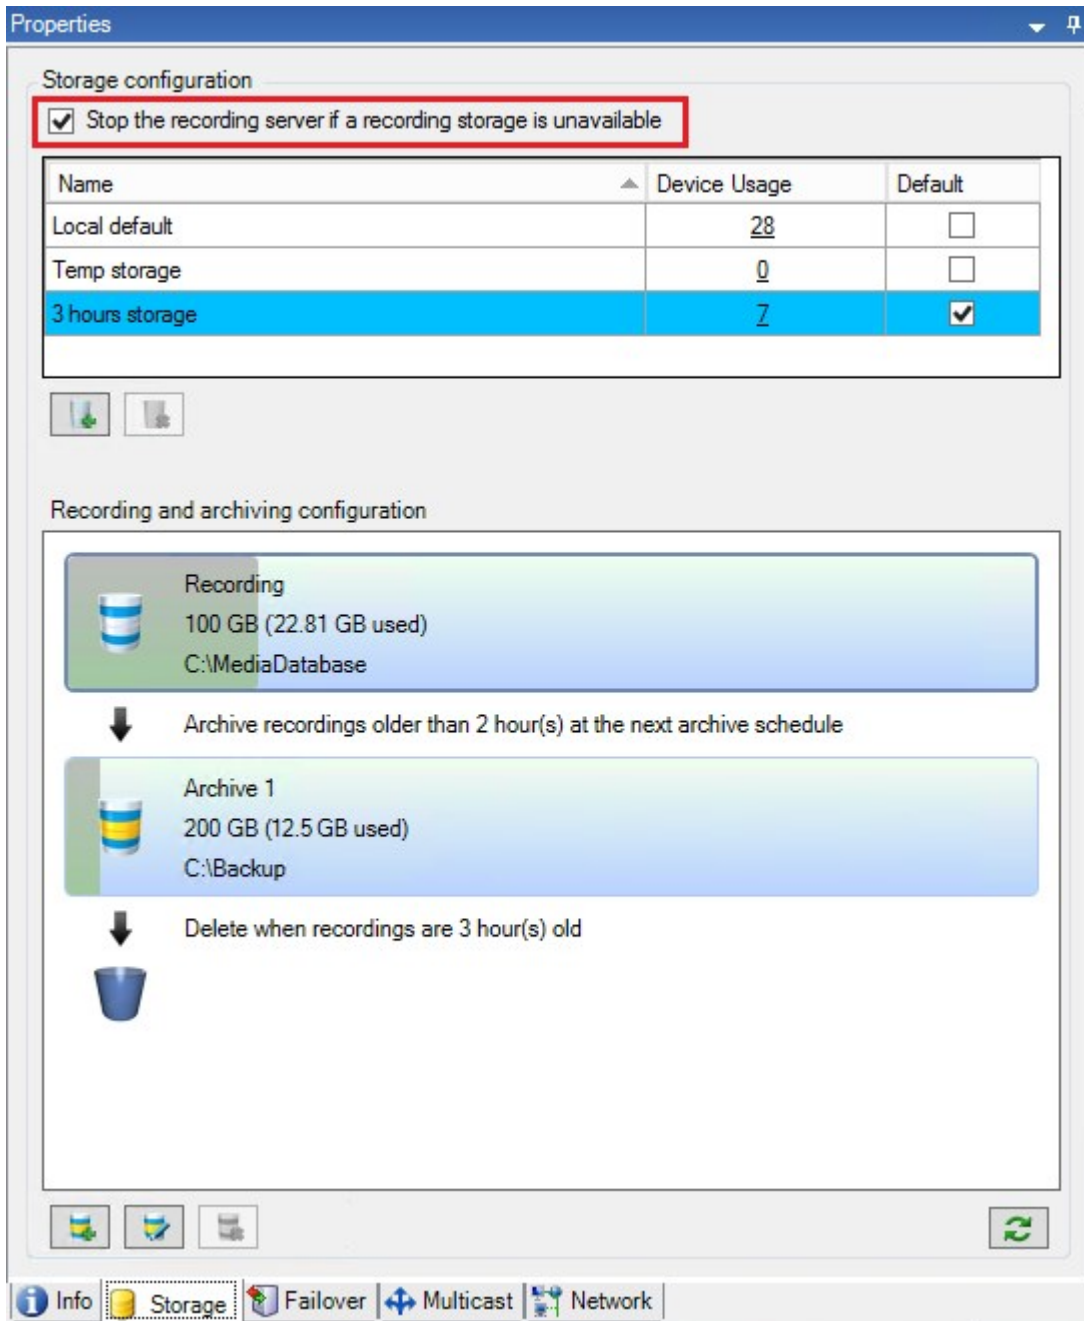 Properties
Storage configuration
Stop the recording server if a recording storage is unavailable
Name Device Usage Default
Local default 28
Temp storage 0
3 hours storage 7
Recording and archiving configuration
Recording
100 GB (22.81 GB used)
C:\MediaDatabase
Archive recordings older than 2 hour(s) at the next archive schedule
Archive 1
200 GB (12.5 GB used)
C:\Backup
Delete when recordings are 3 hour(s) old
Info Storage Failover Multicast Network